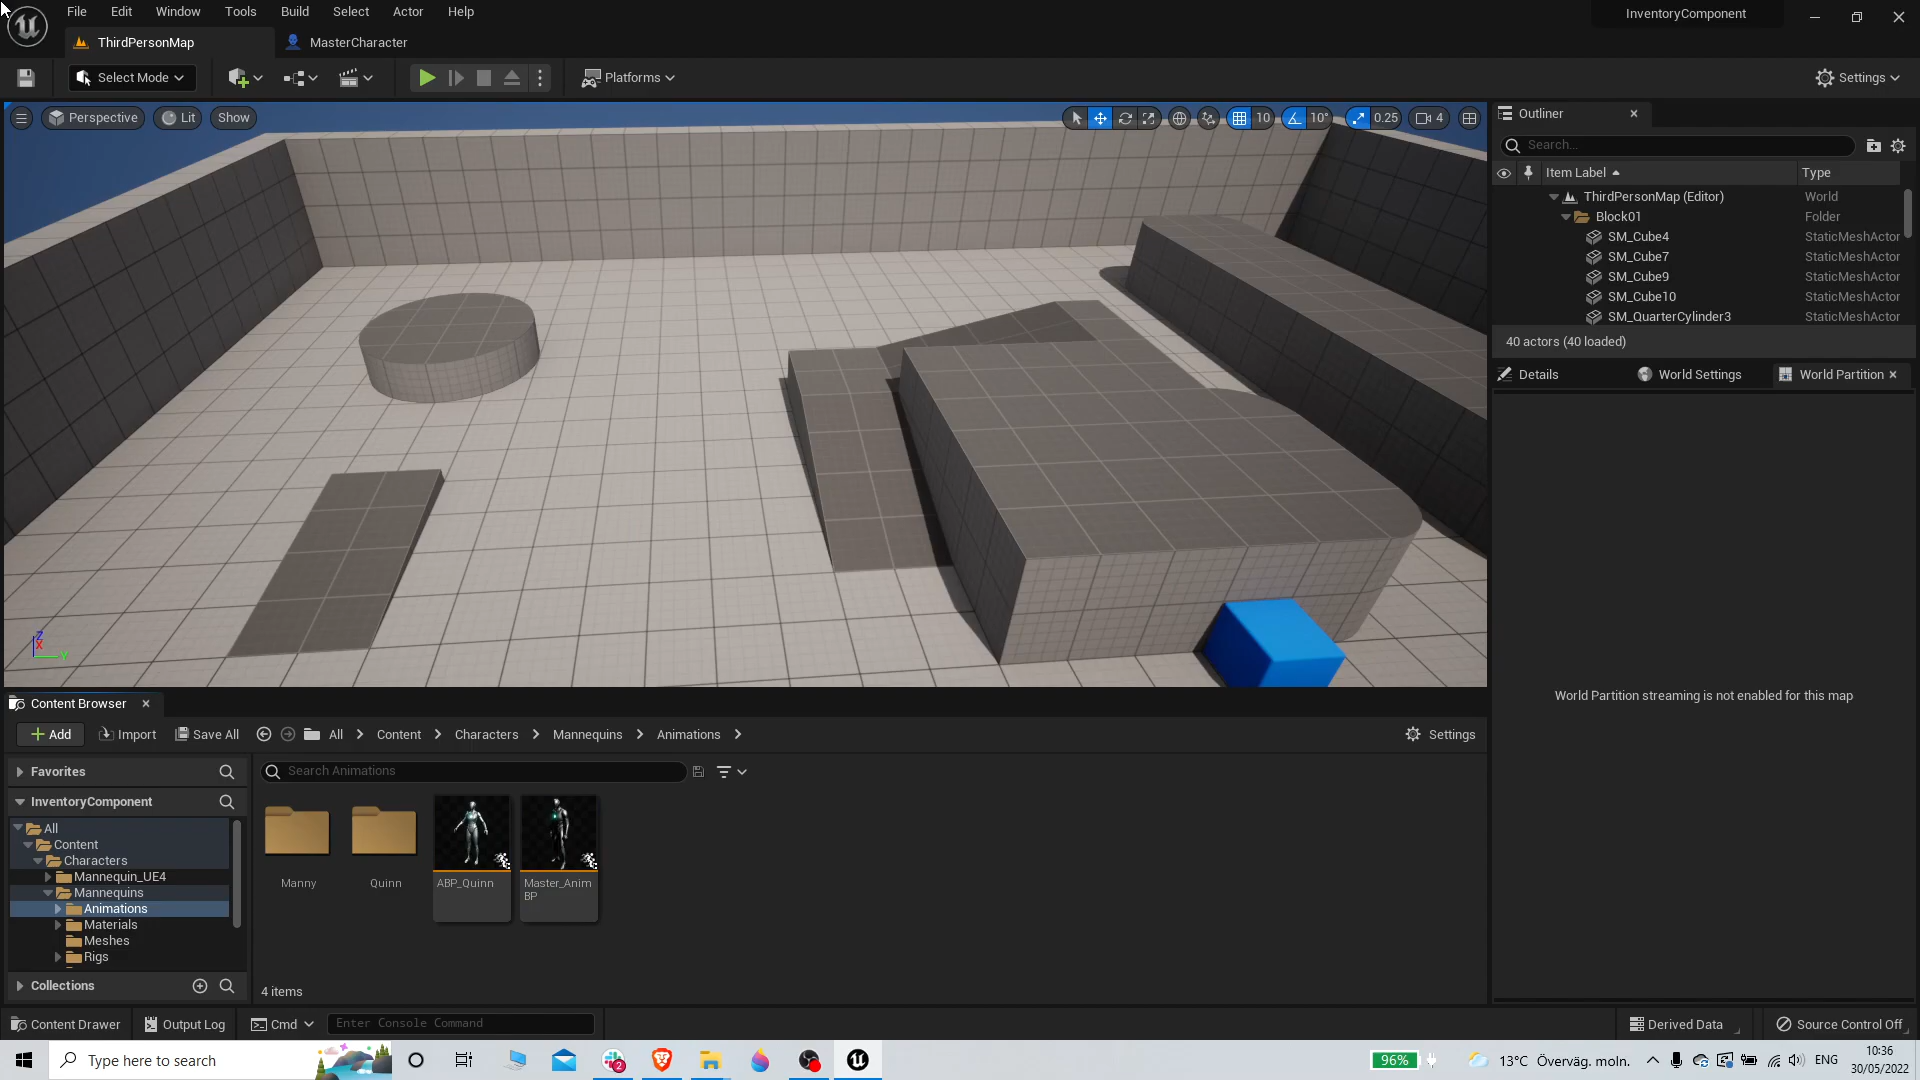 File Edit Window Tools Build Select Actor Help
InventoryComponent
ThirdPersonMap
MasterCharacter
Select Mode
Platforms
Settings
Perspective
Lit
Show
10
10°
0.25
4
Outliner
Search...
Item Label
Type
ThirdPersonMap (Editor) World
Block01 Folder
SM_Cube4 StaticMeshActor
SM_Cube7 StaticMeshActor
SM_Cube9 StaticMeshActor
SM_Cube10 StaticMeshActor
SM_QuarterCylinder3 StaticMeshActor
40 actors (40 loaded)
Details
World Settings
World Partition
World Partition streaming is not enabled for this map
Z
X
Y
Content Browser
Add
Import
Save All
All
Content
Characters
Mannequins
Animations
Settings
Favorites
Search Animations
InventoryComponent
All
Content
Characters
Mannequin_UE4
Mannequins
Animations
Materials
Meshes
Rigs
Collections
Manny
Quinn
ABP_Quinn
Master_Anim
BP
4 items
Content Drawer
Output Log
Cmd
Enter Console Command
Derived Data
Source Control Off
Type here to search
2
96%
13°C Överväg. moln.
ENG
10:36
30/05/2022